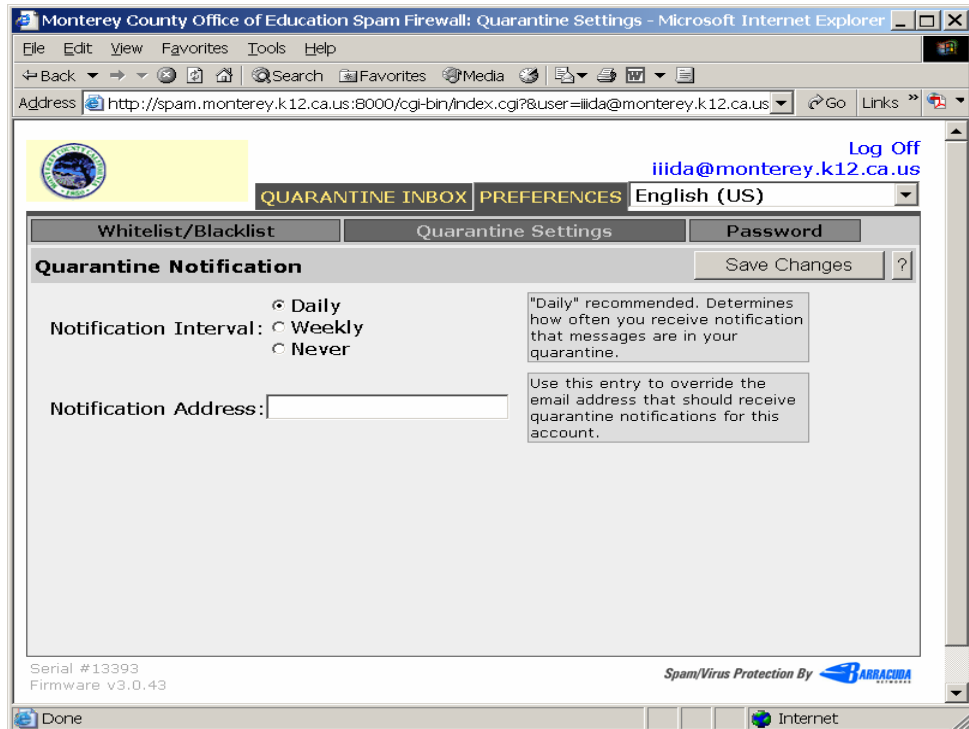 Monterey County Office of Education Spam Firewall: Quarantine Settings - Microsoft Internet Explorer
File Edit View Favorites Tools Help
Back Search Favorites Media
Address http://spam.monterey.k12.ca.us:8000/cgi-bin/index.cgi?&user=iiida@monterey.k12.ca.us Go Links »
Log Off
iiida@monterey.k12.ca.us
QUARANTINE INBOX PREFERENCES English (US)
Whitelist/Blacklist Quarantine Settings Password
Quarantine Notification Save Changes ?
Notification Interval: Daily
Weekly
Never
"Daily" recommended. Determines
how often you receive notification
that messages are in your
quarantine.
Notification Address:
Use this entry to override the
email address that should receive
quarantine notifications for this
account.
Serial #13393
Firmware v3.0.43
Spam/Virus Protection By BARRACUDA
NETWORKS
Done Internet